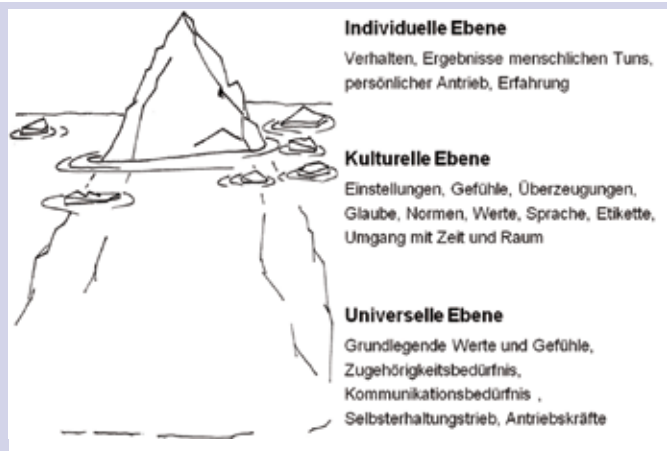 Individuelle Ebene
Verhalten, Ergebnisse menschlichen Tuns,
persönlicher Antrieb, Erfahrung
Kulturelle Ebene
Einstellungen, Gefühle, Überzeugungen,
Glaube, Normen, Werte, Sprache, Etikette,
Umgang mit Zeit und Raum
Universelle Ebene
Grundlegende Werte und Gefühle,
Zugehörigkeitsbedürfnis,
Kommunikationsbedürfnis ,
Selbsterhaltungstrieb, Antriebskräfte